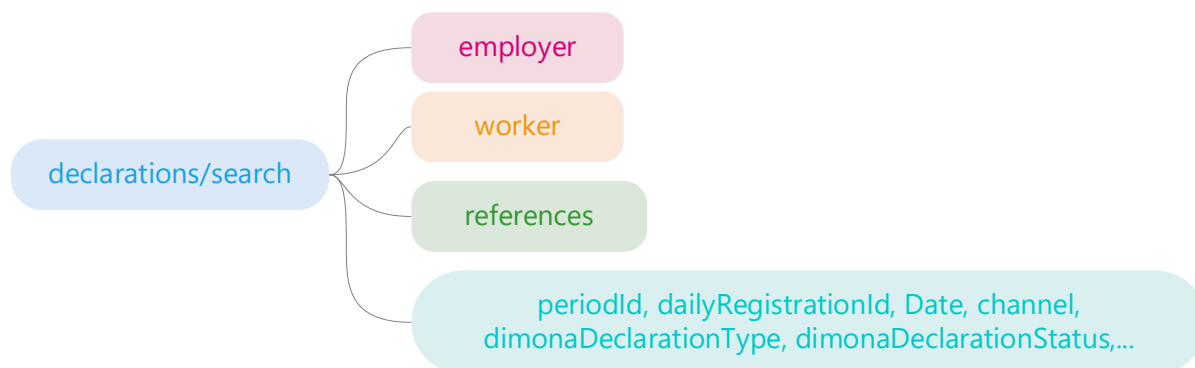 employer
worker
declarations/search
references
periodId, dailyRegistrationId, Date, channel,
dimonaDeclarationType, dimonaDeclarationStatus,...